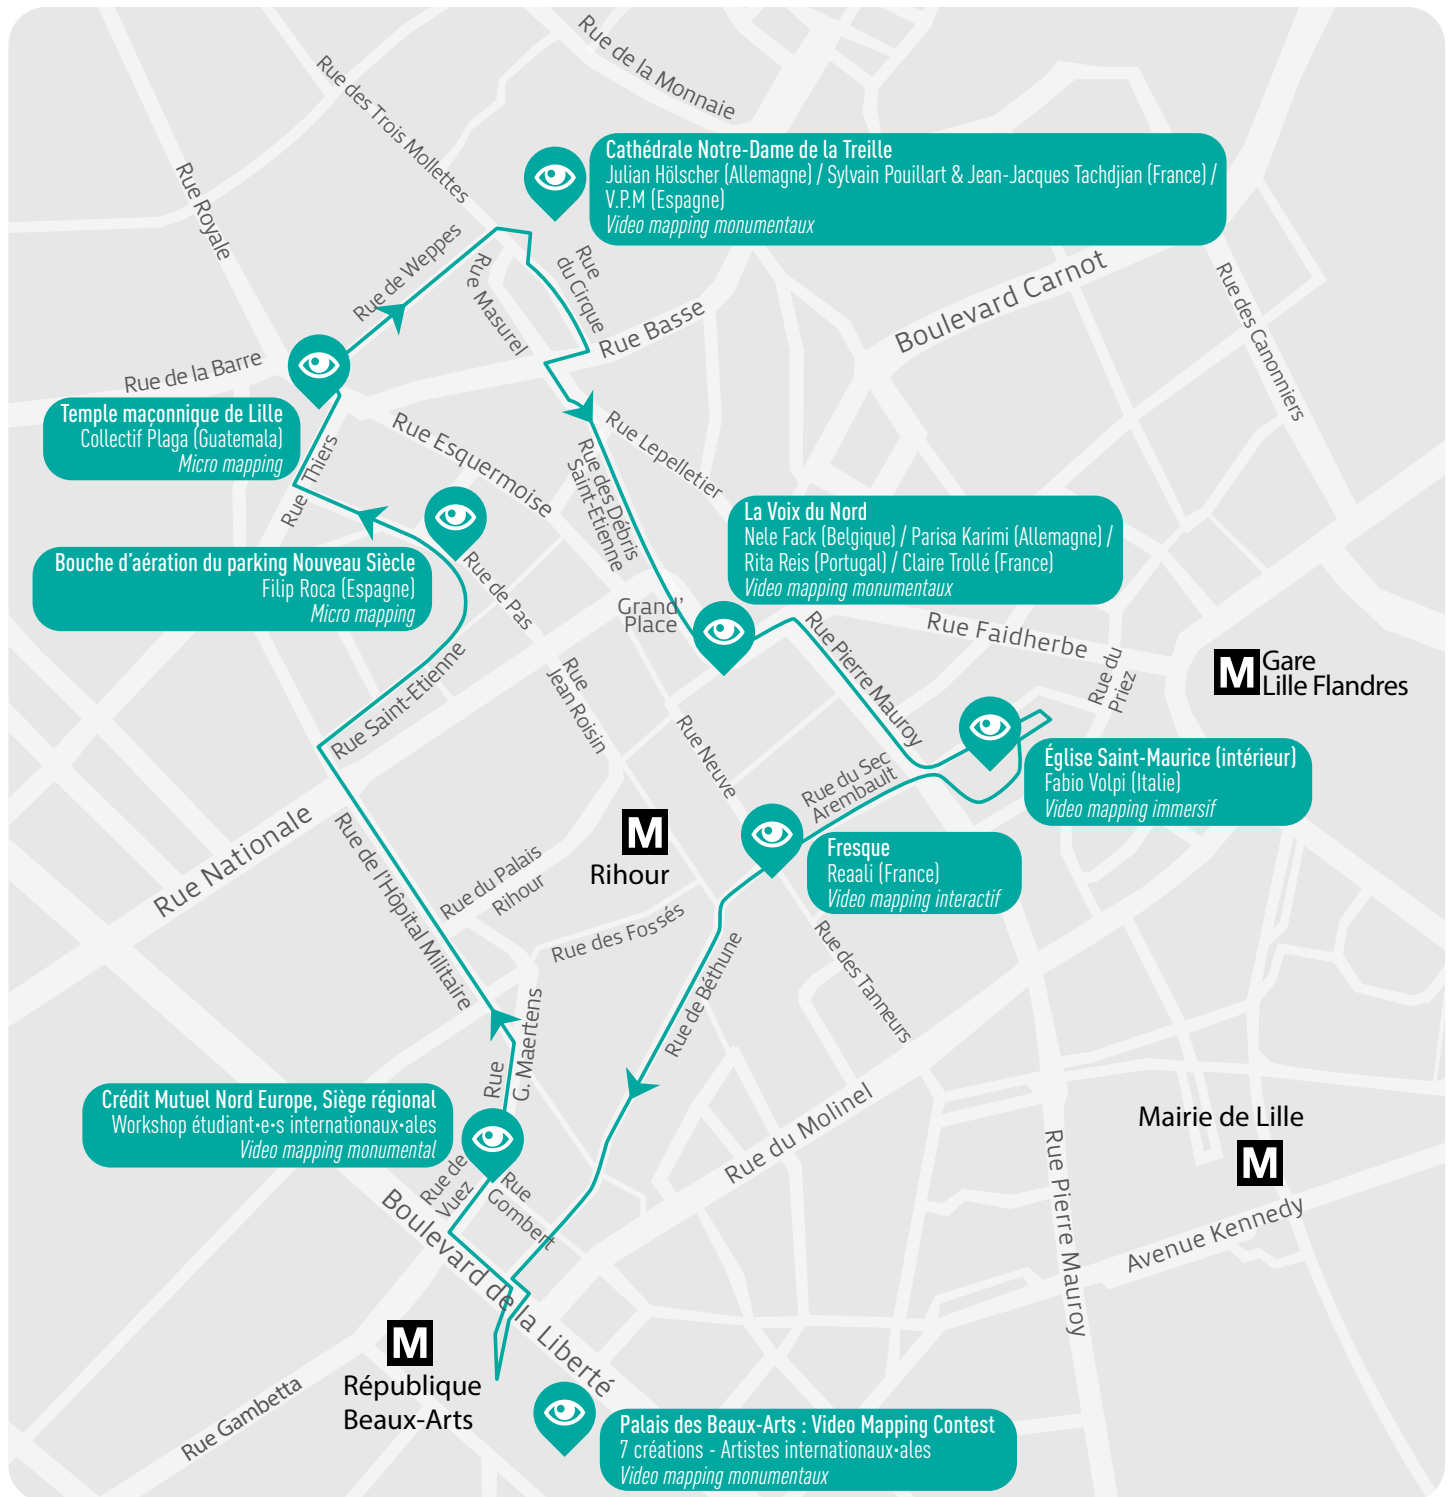 Rue de la Monnaie
Rue des Trois Mollettes
Rue Royale
Cathédrale Notre-Dame de la Treille
Julian Hölscher (Allemagne) / Sylvain Pouillart & Jean-Jacques Tachdjian (France) /
V.P.M (Espagne)
Video mapping monumentaux
Rue de Weppes
Rue Masurel
Rue
du Cirque
Rue Basse
Boulevard Carnot
Rue des Canonniers
Rue de la Barre
Temple maçonnique de Lille
Collectif Plaga (Guatemala)
Micro mapping
Rue Thiers
Rue Esquermoise
Rue Lepelletier
Rue des Débris
Saint-Etienne
La Voix du Nord
Nele Fack (Belgique) / Parisa Karimi (Allemagne) /
Rita Reis (Portugal) / Claire Trollé (France)
Video mapping monumentaux
Bouche d'aération du parking Nouveau Siècle
Filip Roca (Espagne)
Micro mapping
Rue de Pas
Grand'
Place
Rue Pierre Mauroy
Rue Faidherbe
Rue du
Priez
M Gare
Lille Flandres
Rue Saint-Etienne
Rue
Jean Roisin
Rue Neuve
Rue du Sec
Arembault
Église Saint-Maurice (intérieur)
Fabio Volpi (Italie)
Video mapping immersif
Rue Nationale
Rue de l'Hôpital Militaire
Rue du Palais
Rihour
M
Rihour
Fresque
Reaali (France)
Video mapping interactif
Rue des Fossés
Rue de Béthune
Rue des Tanneurs
Rue
G. Maertens
Crédit Mutuel Nord Europe, Siège régional
Workshop étudiant·e·s internationaux·ales
Video mapping monumental
Rue de
Vuez
Rue
Gombert
Rue du Molinel
Mairie de Lille
M
Rue Pierre Mauroy
Avenue Kennedy
Boulevard de la Liberté
M
République
Beaux-Arts
Rue Gambetta
Palais des Beaux-Arts : Video Mapping Contest
7 créations - Artistes internationaux·ales
Video mapping monumentaux